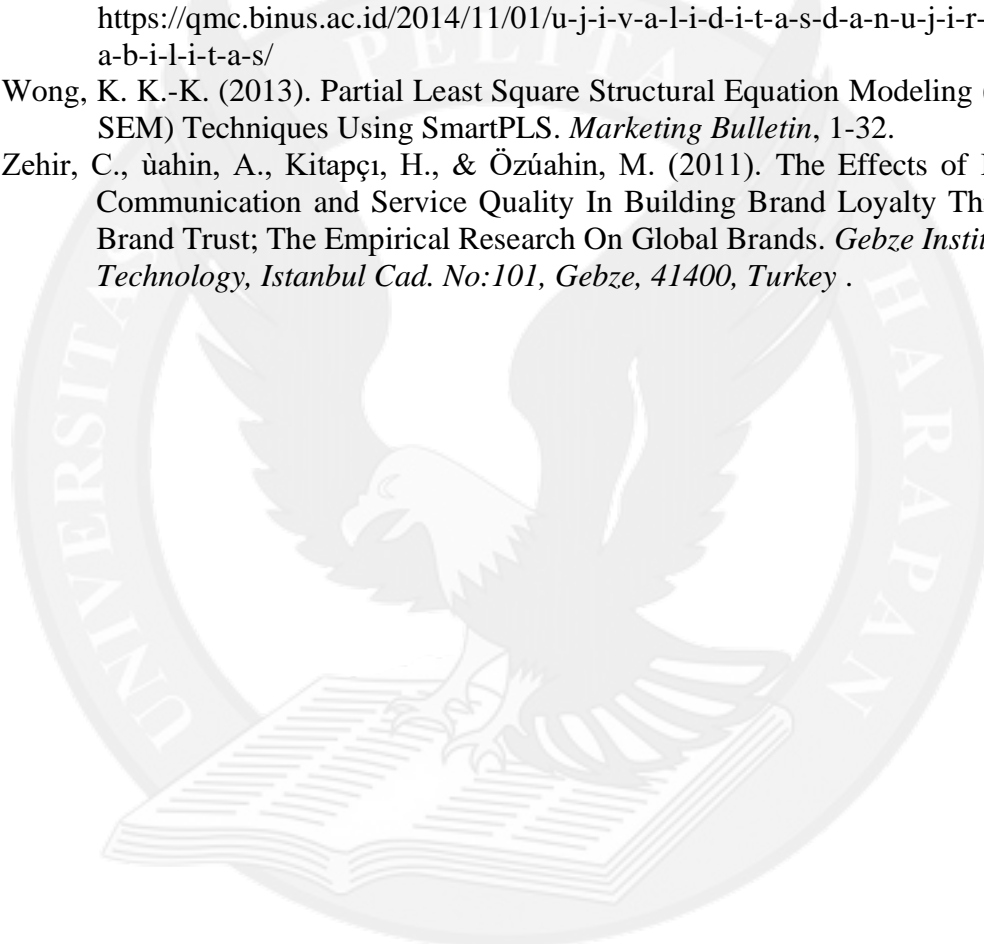 https://qmc.binus.ac.id/2014/11/01/u-j-i-v-a-l-i-d-i-t-a-s-d-a-n-u-j-i-r-
a-b-i-l-i-t-a-s/
Wong, K. K.-K. (2013). Partial Least Square Structural Equation Modeling (
SEM) Techniques Using SmartPLS. Marketing Bulletin, 1-32.
Zehir, C., ùahin, A., Kitapçı, H., & Özúahin, M. (2011). The Effects of
Communication and Service Quality In Building Brand Loyalty Th
Brand Trust; The Empirical Research On Global Brands. Gebze Instit
Technology, Istanbul Cad. No:101, Gebze, 41400, Turkey .
UNIVERSITAS PELITA HARAPAN